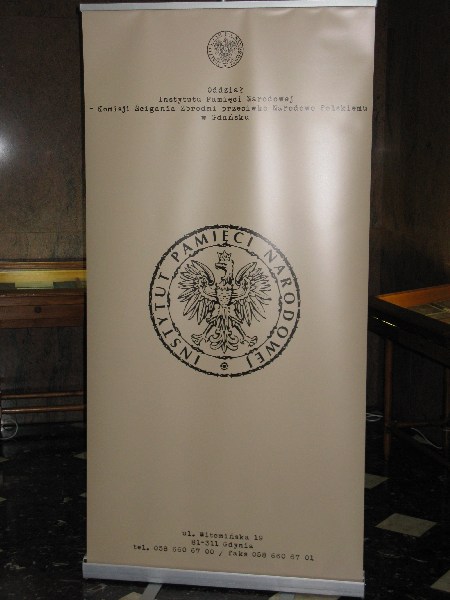 Oddział
Instytutu Pamięci Narodowej
- Komisji Ścigania Zbrodni przeciwko Narodowi Polskiemu
w Gdańsku
INSTYTUT PAMIĘCI NARODOWEJ
ul. Witomińska 19
81-311 Gdynia
tel. 058 660 67 00 / faks 058 660 67 01